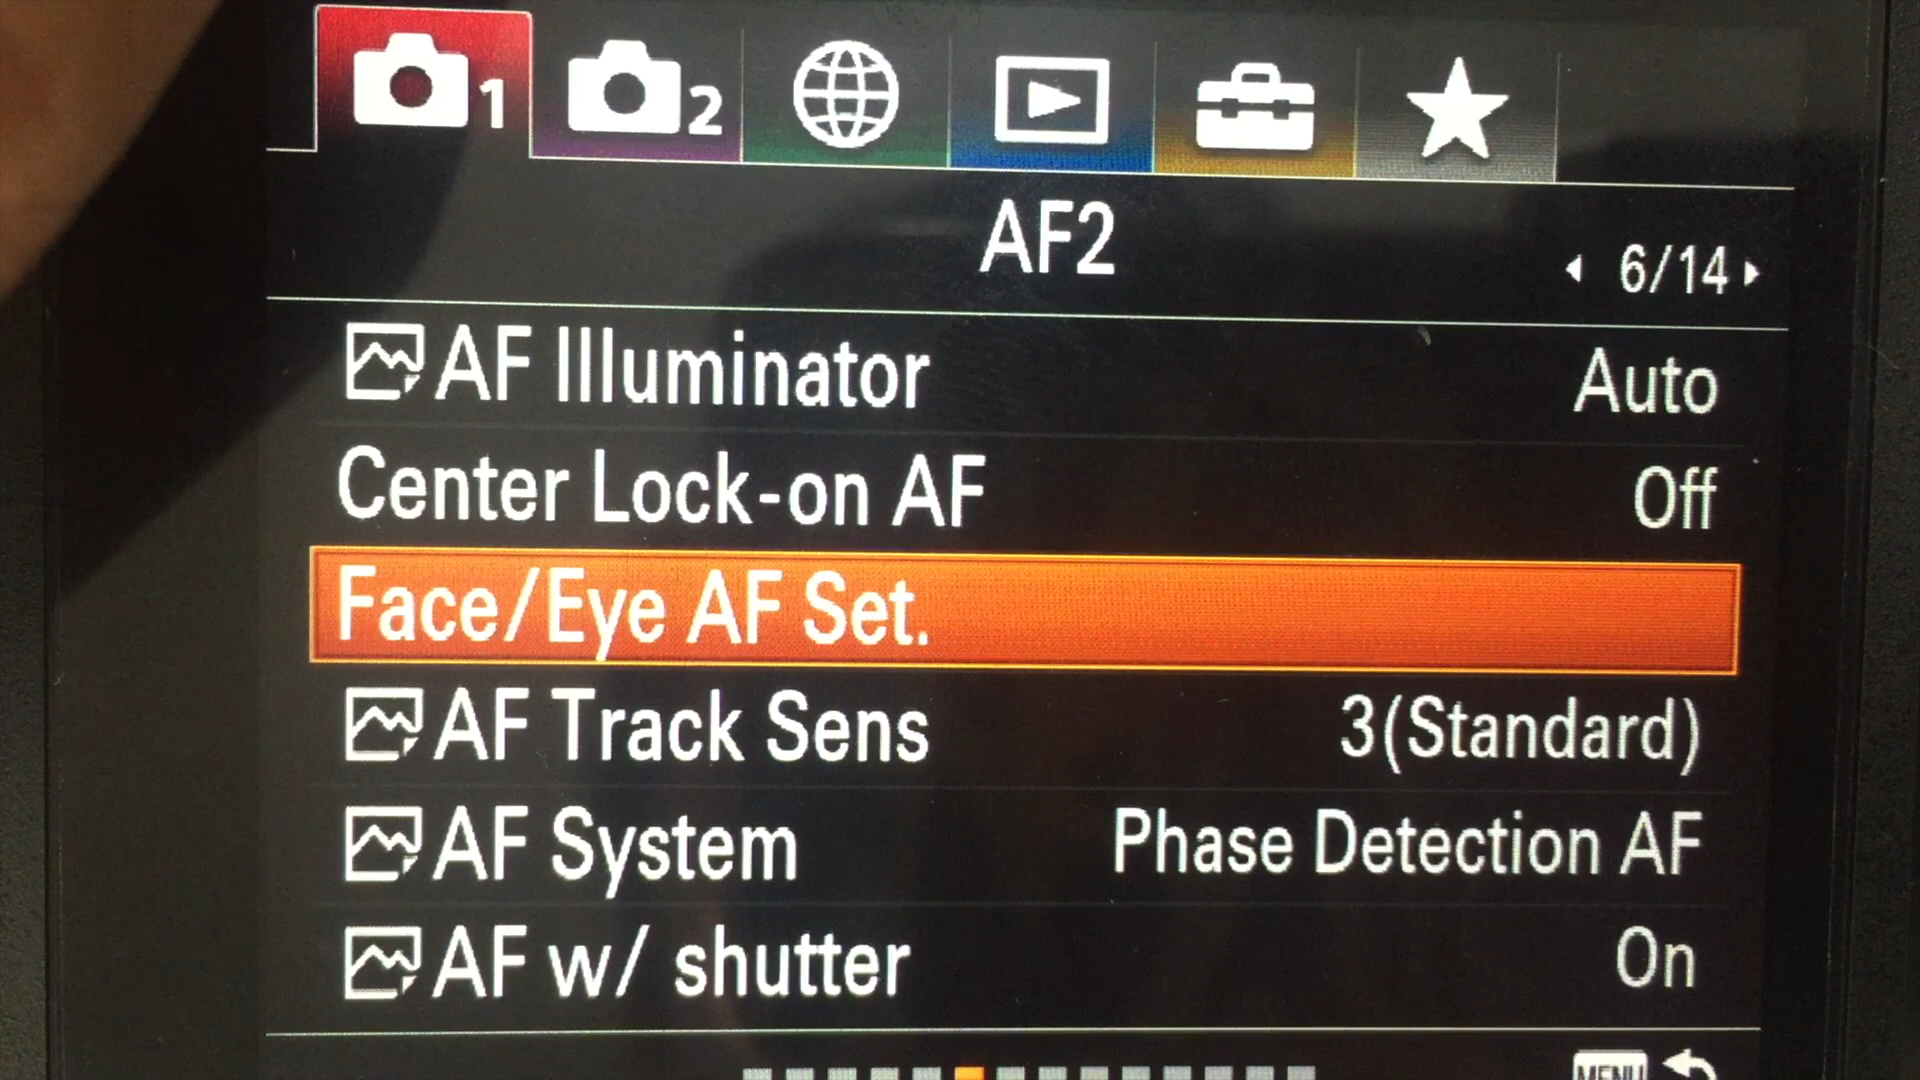 1 2
AF2
6/14
AF Illuminator Auto
Center Lock-on AF Off
Face/Eye AF Set.
AF Track Sens 3(Standard)
AF System Phase Detection AF
AF w/ shutter On
MENU